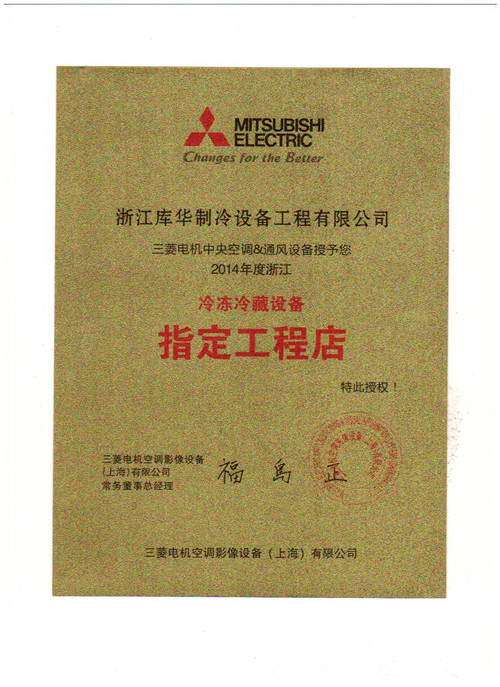 MITSUBISHI
ELECTRIC
Changes for the Better
浙江库华制冷设备工程有限公司
三菱电机中央空调&通风设备授予您
2014年度浙江
冷冻冷藏设备
指定工程店
特此授权！
三菱电机空调影像设备
(上海)有限公司
常务董事总经理
福岛正
三菱电机空调影像设备（上海）有限公司